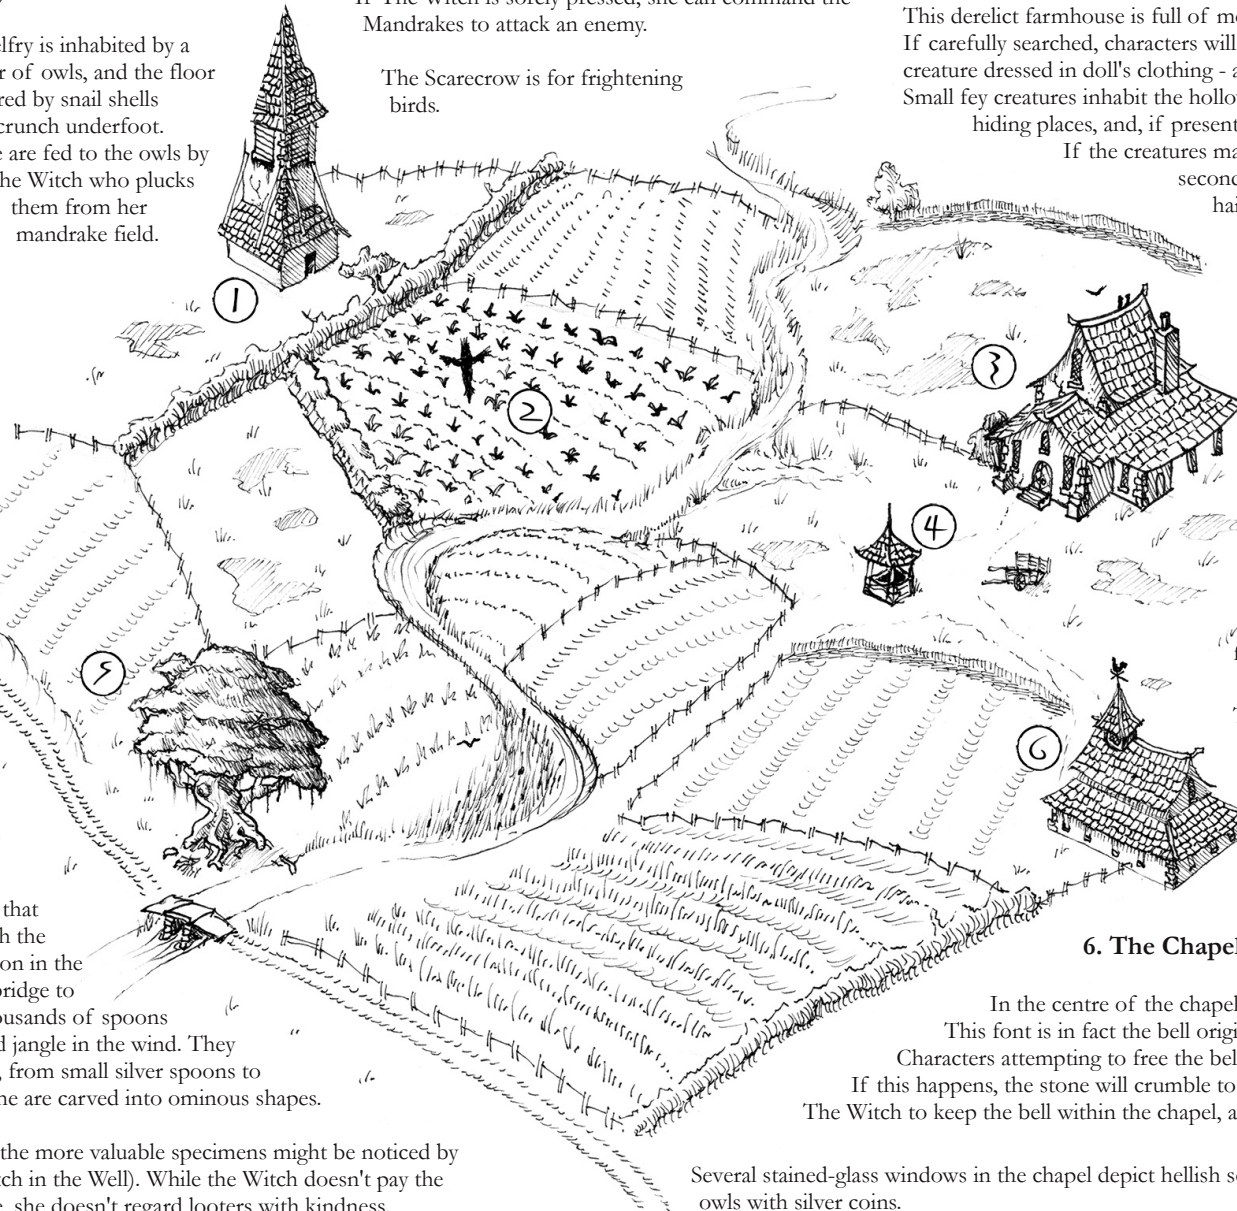 elfry is inhabited by a
r of owls, and the floor
red by snail shells
crunch underfoot.
e are fed to the owls by
he Witch who plucks
them from her
mandrake field.
If The Witch is sorely pressed, she can command the
Mandrakes to attack an enemy.
The Scarecrow is for frightening
birds.
This derelict farmhouse is full of m
If carefully searched, characters will
creature dressed in doll's clothing - a
Small fey creatures inhabit the hollow
hiding places, and, if present
If the creatures ma
second
hai
1
2
3
4
5
6
f
that
h the
on in the
bridge to
ousands of spoons
d jangle in the wind. They
, from small silver spoons to
ne are carved into ominous shapes.
the more valuable specimens might be noticed by
tch in the Well). While the Witch doesn't pay the
e, she doesn't regard looters with kindness.
6. The Chapel
In the centre of the chapel
This font is in fact the bell origi
Characters attempting to free the bel
If this happens, the stone will crumble to
The Witch to keep the bell within the chapel, a
Several stained-glass windows in the chapel depict hellish s
owls with silver coins.